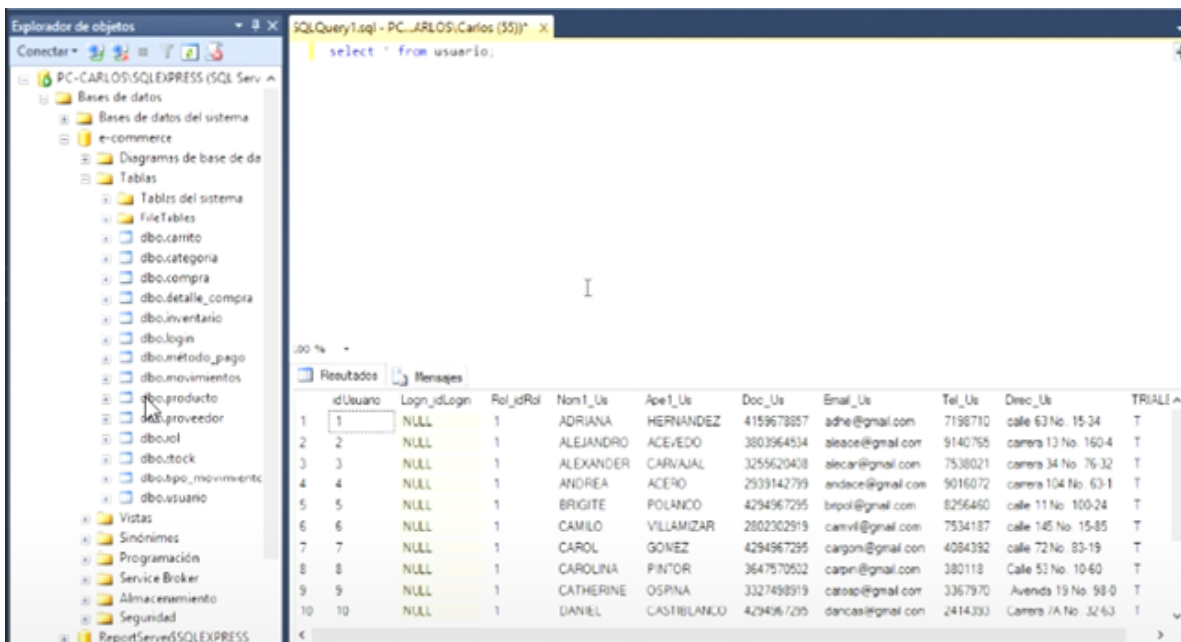 Explorador de objetos
SQLQuery1.sql - PC...ARLOS\Carlos (55))* X
Conectar
select * from usuario;
PC-CARLOS\SQLEXPRESS (SQL Serv
Bases de datos
Bases de datos del sistema
e-commerce
Diagramas de base de da
Tablas
Tablas del sistema
FileTables
dbo.carrito
dbo.categoria
dbo.compra
dbo.detalle_compra
dbo.inventario
dbo.login
dbo.método_pago
dbo.movimientos
dbo.producto
dbo.proveedor
dbo.rol
dbo.stock
dbo.tipo_movimiento
dbo.usuario
Vistas
Sinónimos
Programación
Service Broker
Almacenamiento
Seguridad
ReportServer$SQLEXPRESS
100 %
Resultados Mensajes
idUsuario Login_idLogin Rol_idRol Nom1_Us Ape1_Us Doc_Us Email_Us Tel_Us Direc_Us TRIALE
1 1 NULL 1 ADRIANA HERNANDEZ 4159678857 adhe@gmail.com 7198710 calle 63 No. 15-34 T
2 2 NULL 1 ALEJANDRO ACEVEDO 3803964534 aleace@gmail.com 9140765 carrera 13 No. 160-4 T
3 3 NULL 1 ALEXANDER CARVAJAL 3255620408 alecar@gmail.com 7538021 carrera 34 No. 76-32 T
4 4 NULL 1 ANDREA ACERO 2939142799 andace@gmail.com 9016072 carrera 104 No. 63-1 T
5 5 NULL 1 BRIGITE POLANCO 4294967295 bripol@gmail.com 8256460 calle 11 No. 100-24 T
6 6 NULL 1 CAMILO VILLAMIZAR 2802302919 camvil@gmail.com 7534187 calle 145 No. 15-85 T
7 7 NULL 1 CAROL GOMEZ 4294967295 cargom@gmail.com 4084392 calle 72 No. 83-19 T
8 8 NULL 1 CAROLINA PINTOR 3647570502 carpin@gmail.com 380118 Calle 53 No. 10-60 T
9 9 NULL 1 CATHERINE OSPINA 3327498919 catosp@gmail.com 3367970 Avenida 19 No. 98-0 T
10 10 NULL 1 DANIEL CASTIBLANCO 4294967295 dancas@gmail.com 2414393 Carrera 7A No. 32-63 T